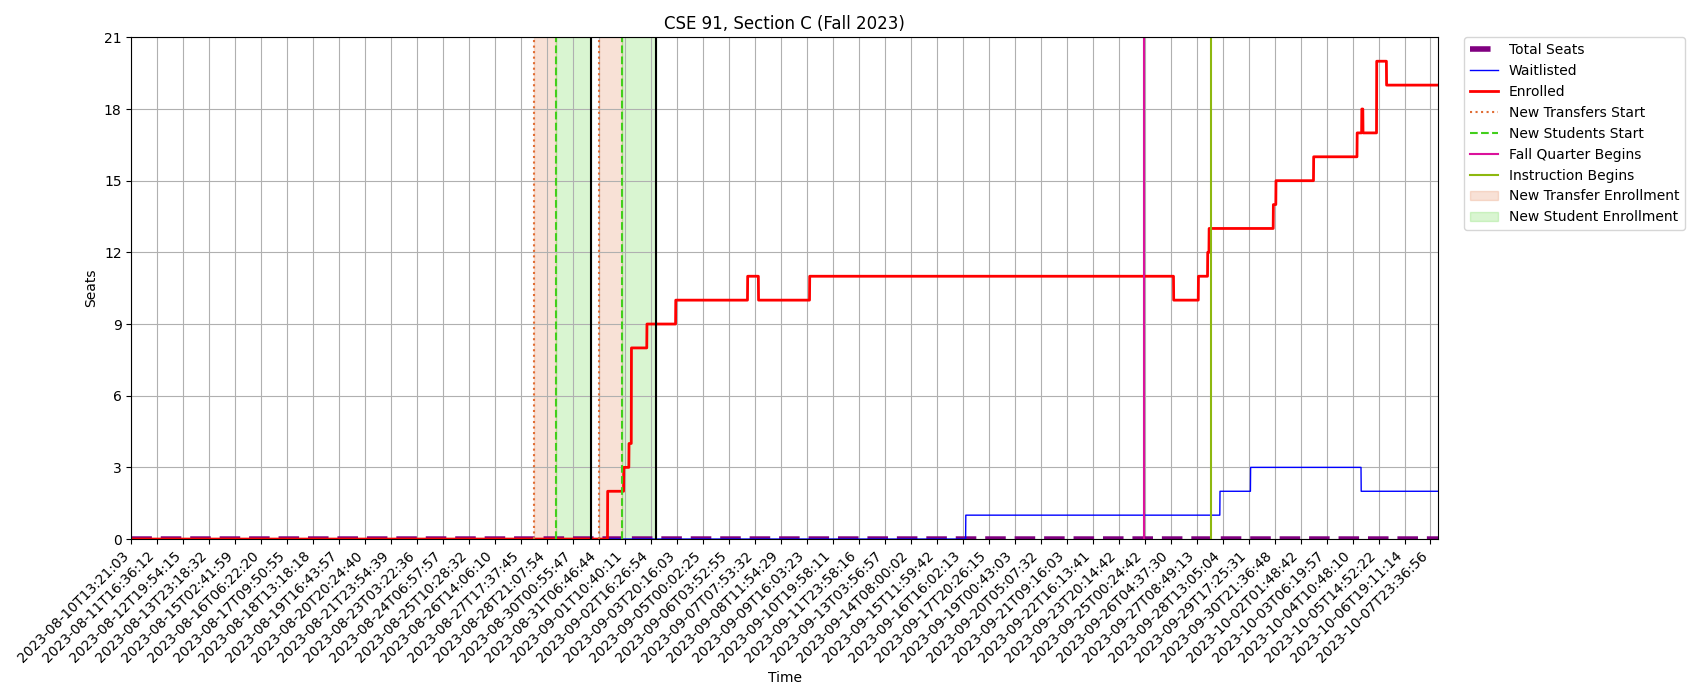 CSE 91, Section C (Fall 2023)
Seats
21
18
15
12
9
6
3
0
2023-08-10T13:21:03
2023-08-11T16:36:12
2023-08-12T19:54:15
2023-08-13T23:18:32
2023-08-15T02:41:59
2023-08-16T06:22:20
2023-08-17T09:50:55
2023-08-18T13:18:18
2023-08-19T16:43:57
2023-08-20T20:24:40
2023-08-21T23:54:39
2023-08-23T03:22:36
2023-08-24T06:57:57
2023-08-25T10:28:32
2023-08-26T14:06:10
2023-08-27T17:37:45
2023-08-28T21:07:54
2023-08-30T00:55:47
2023-08-31T06:46:44
2023-09-01T10:40:11
2023-09-02T16:26:54
2023-09-03T20:16:03
2023-09-05T00:02:25
2023-09-06T03:52:55
2023-09-07T07:53:32
2023-09-08T11:54:29
2023-09-09T16:03:23
2023-09-10T19:58:11
2023-09-11T23:58:16
2023-09-13T03:56:57
2023-09-14T08:00:02
2023-09-15T11:59:42
2023-09-16T16:02:13
2023-09-17T20:26:15
2023-09-19T00:43:03
2023-09-20T05:07:32
2023-09-21T09:16:03
2023-09-22T16:13:41
2023-09-23T20:14:42
2023-09-25T00:24:42
2023-09-26T04:37:30
2023-09-27T08:49:13
2023-09-28T13:05:04
2023-09-29T17:25:31
2023-09-30T21:36:48
2023-10-02T01:48:42
2023-10-03T06:19:57
2023-10-04T10:48:10
2023-10-05T14:52:22
2023-10-06T19:11:14
2023-10-07T23:36:56
Time
Total Seats
Waitlisted
Enrolled
New Transfers Start
New Students Start
Fall Quarter Begins
Instruction Begins
New Transfer Enrollment
New Student Enrollment